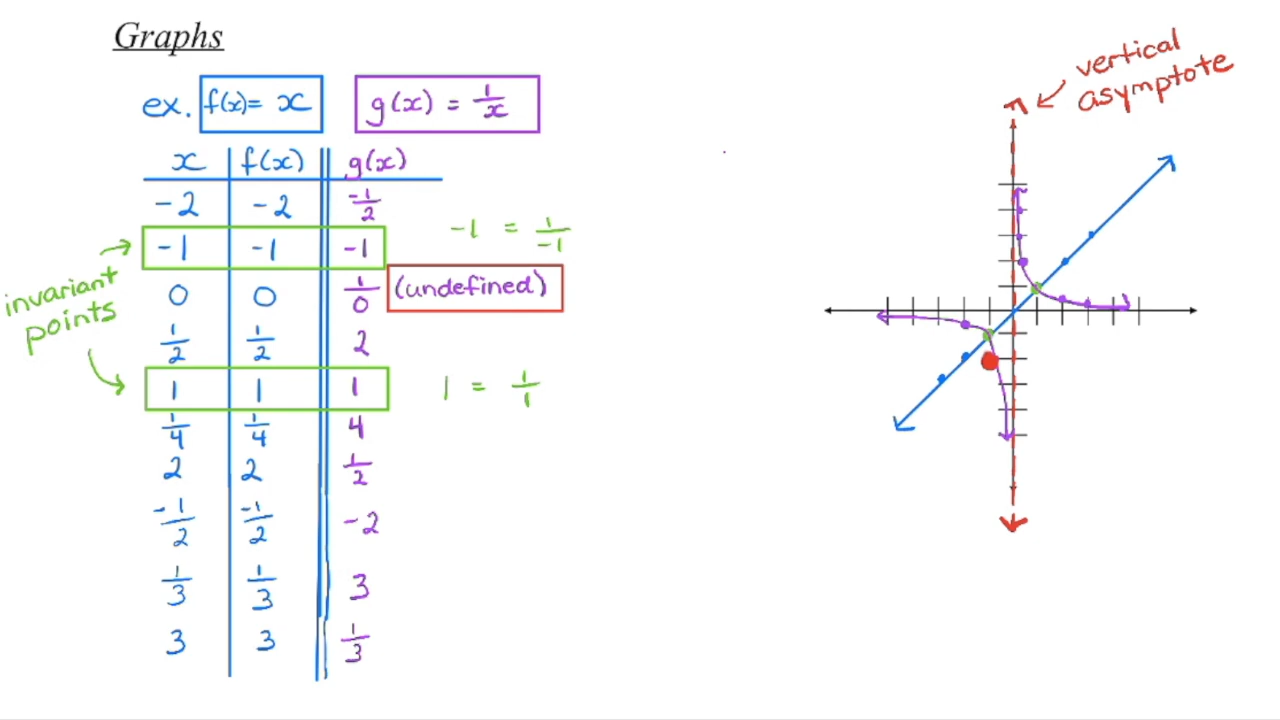 Graphs
ex. f(x)= x g(x) = 1/x
x f(x) g(x)
-2 -2 -1/2
-1 -1 -1 -1 = 1/-1
0 0 1/0 (undefined)
1/2 1/2 2
1 1 1 1 = 1/1
1/4 1/4 4
2 2 1/2
-1/2 -1/2 -2
1/3 1/3 3
3 3 1/3
invariant
points
vertical
asymptote